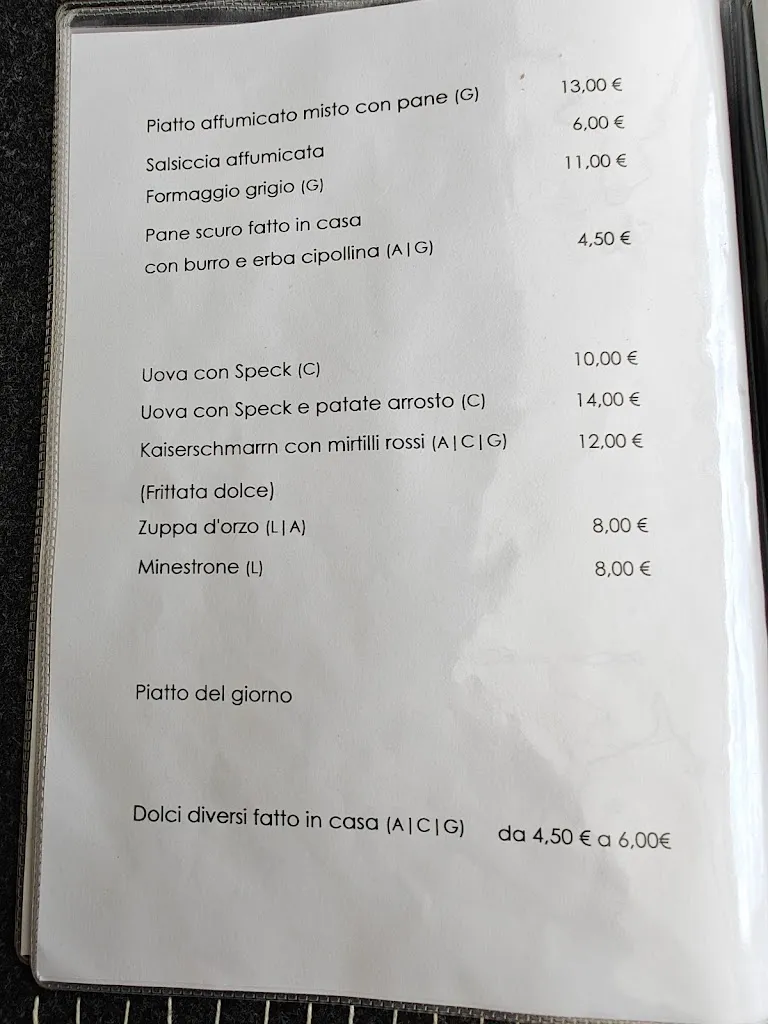 Piatto affumicato misto con pane (G) 13,00 €
Salsiccia affumicata 6,00 €
Formaggio grigio (G) 11,00 €
Pane scuro fatto in casa
con burro e erba cipollina (A|G) 4,50 €
Uova con Speck (C) 10,00 €
Uova con Speck e patate arrosto (C) 14,00 €
Kaiserschmarrn con mirtilli rossi (A|C|G) 12,00 €
(Frittata dolce)
Zuppa d'orzo (L|A) 8,00 €
Minestrone (L) 8,00 €
Piatto del giorno
Dolci diversi fatto in casa (A|C|G) da 4,50 € a 6,00€